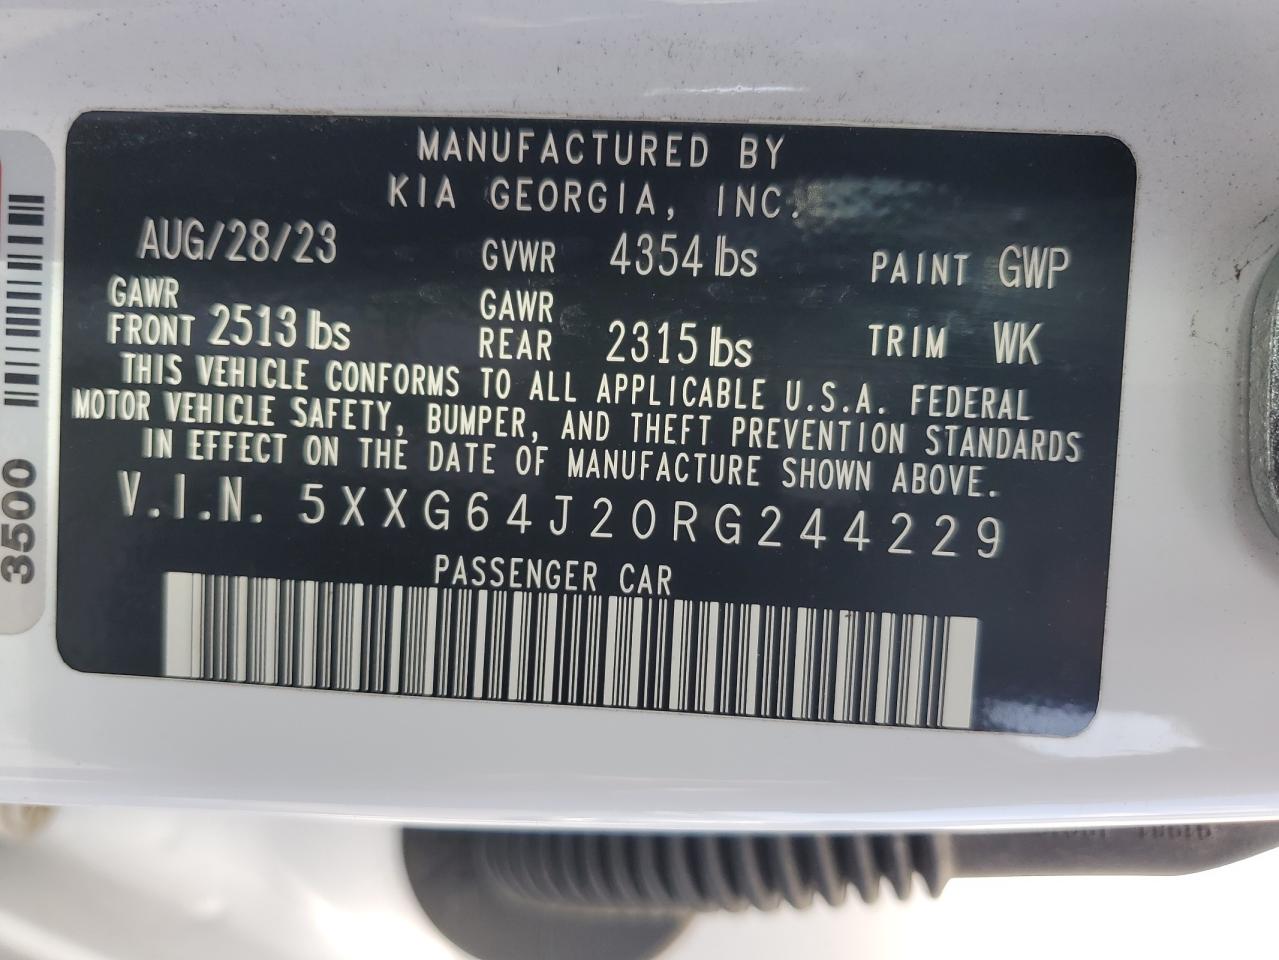 MANUFACTURED BY
KIA GEORGIA, INC.
AUG/28/23 GVWR 4354 lbs PAINT GWP
GAWR FRONT 2513 lbs GAWR REAR 2315 lbs TRIM WK
THIS VEHICLE CONFORMS TO ALL APPLICABLE U.S.A. FEDERAL
MOTOR VEHICLE SAFETY, BUMPER, AND THEFT PREVENTION STANDARDS
IN EFFECT ON THE DATE OF MANUFACTURE SHOWN ABOVE.
V.I.N. 5XXG64J20RG244229
PASSENGER CAR
3500